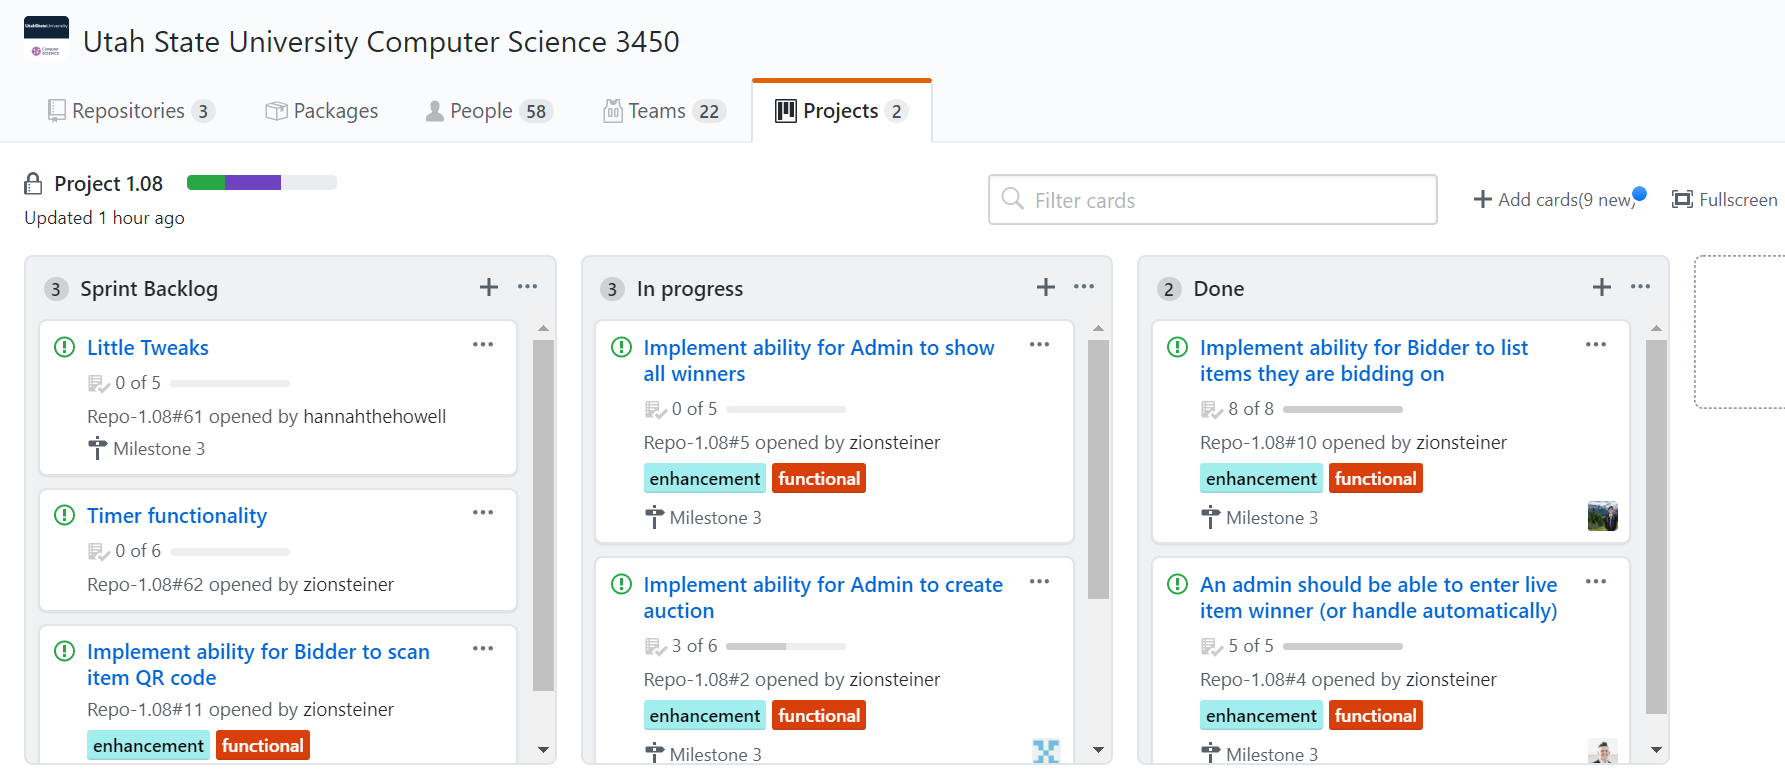 UtahStateUniversity
Computer
SCIENCE
Utah State University Computer Science 3450
Repositories 3
Packages
People 58
Teams 22
Projects 2
Project 1.08
Updated 1 hour ago
Filter cards
Add cards(9 new)
Fullscreen
3 Sprint Backlog
Little Tweaks
0 of 5
Repo-1.08#61 opened by hannahthehowell
Milestone 3
Timer functionality
0 of 6
Repo-1.08#62 opened by zionsteiner
Implement ability for Bidder to scan
item QR code
Repo-1.08#11 opened by zionsteiner
enhancement functional
3 In progress
Implement ability for Admin to show
all winners
0 of 5
Repo-1.08#5 opened by zionsteiner
enhancement functional
Milestone 3
Implement ability for Admin to create
auction
3 of 6
Repo-1.08#2 opened by zionsteiner
enhancement functional
Milestone 3
2 Done
Implement ability for Bidder to list
items they are bidding on
8 of 8
Repo-1.08#10 opened by zionsteiner
enhancement functional
Milestone 3
An admin should be able to enter live
item winner (or handle automatically)
5 of 5
Repo-1.08#4 opened by zionsteiner
enhancement functional
Milestone 3